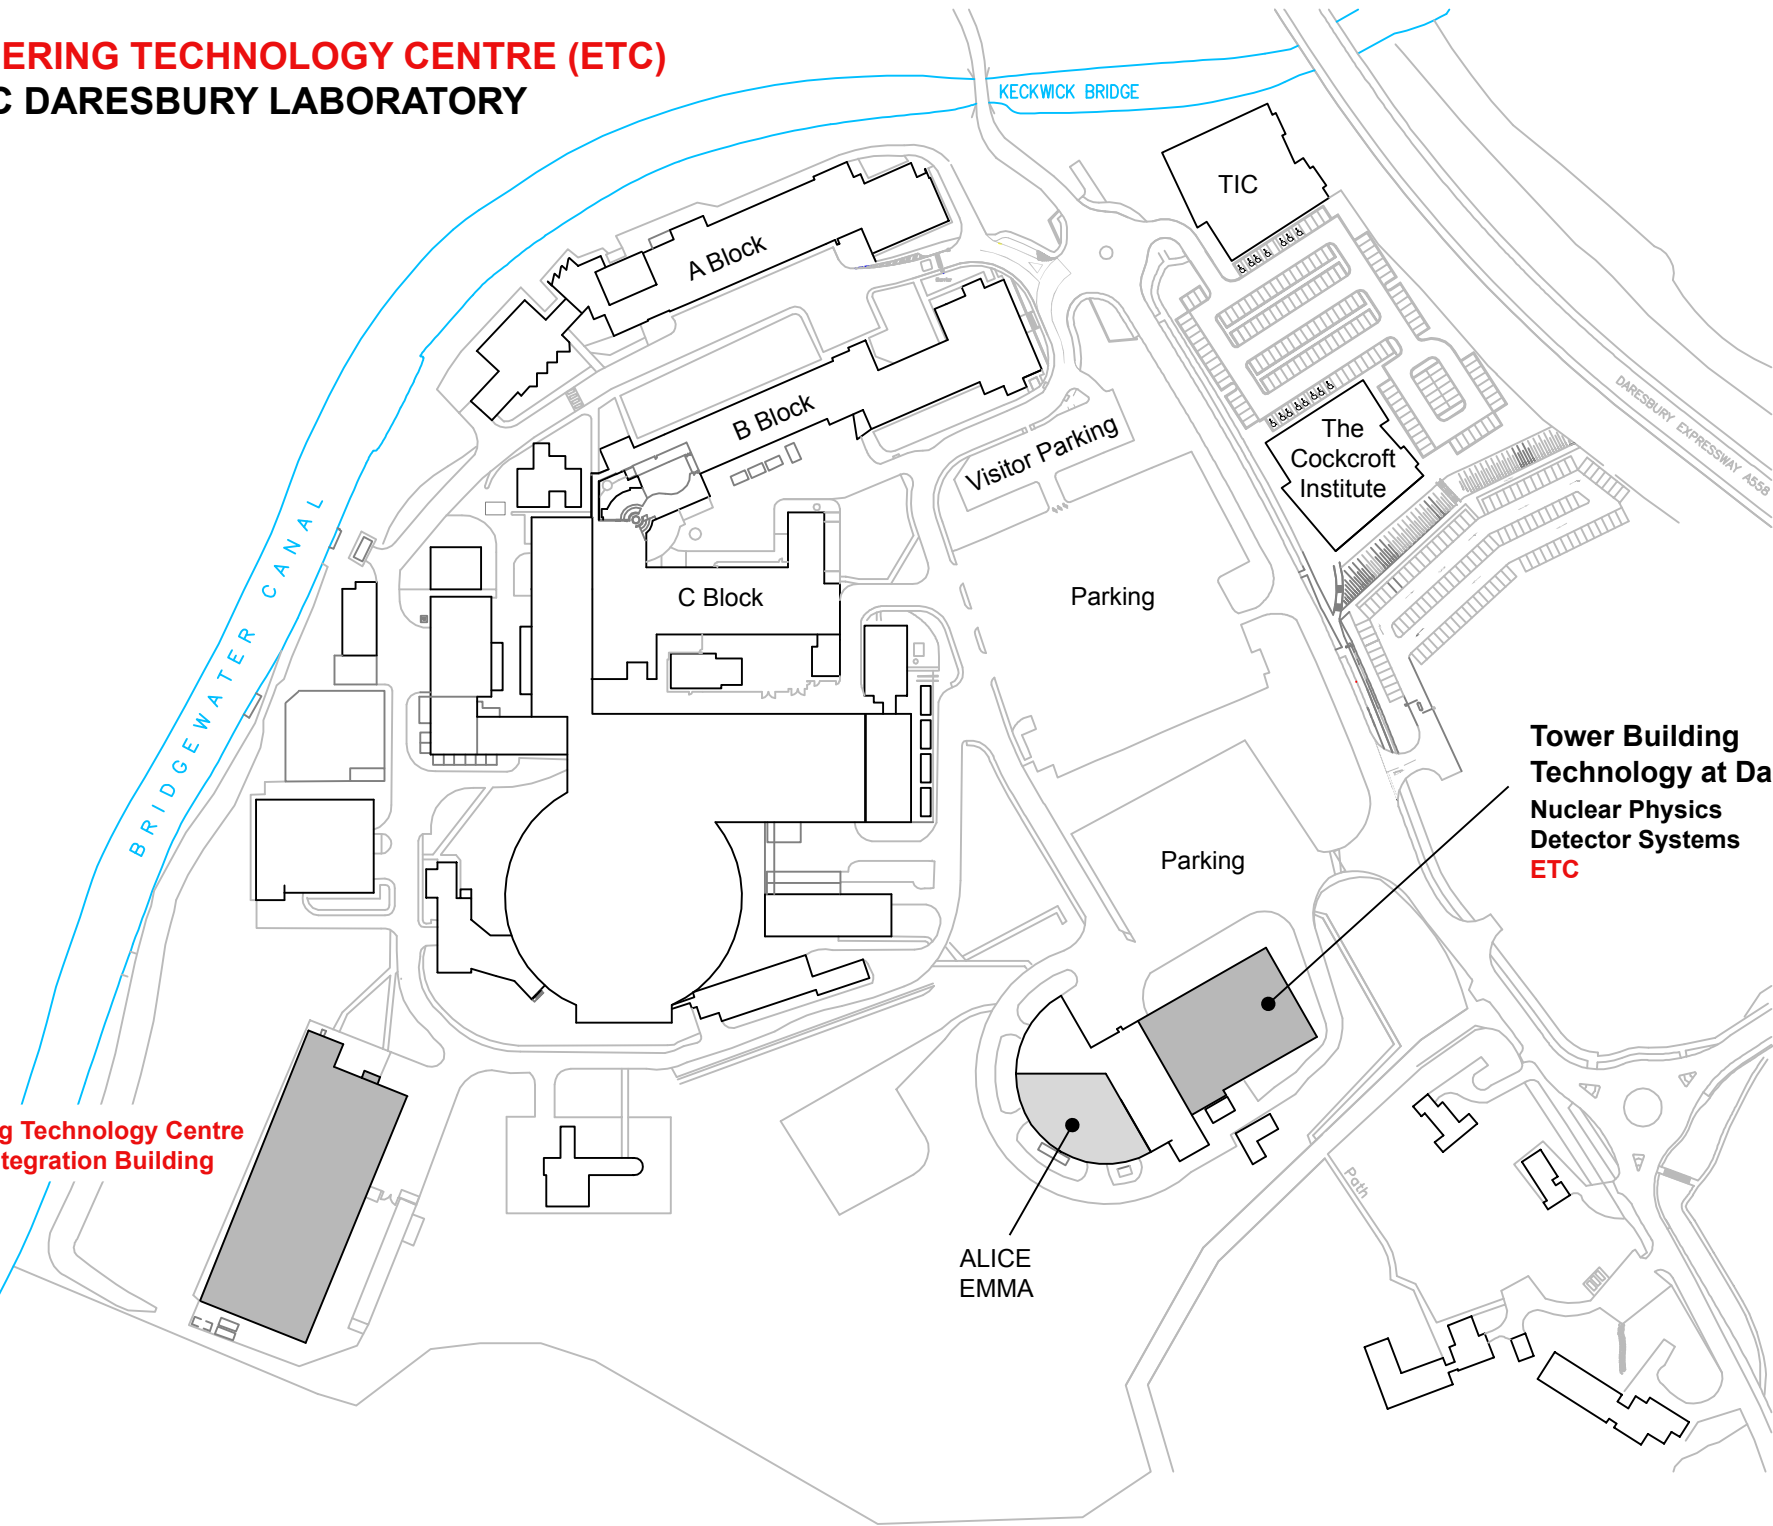 ERING TECHNOLOGY CENTRE (ETC)
C DARESBURY LABORATORY
KECKWICK BRIDGE
TIC
A Block
B Block
Visitor Parking
The
Cockcroft
Institute
DARESBURY EXPRESSWAY A558
BRIDGEWATER CANAL
C Block
Parking
Tower Building
Technology at Da
Nuclear Physics
Detector Systems
ETC
Parking
g Technology Centre
tegration Building
Path
ALICE
EMMA